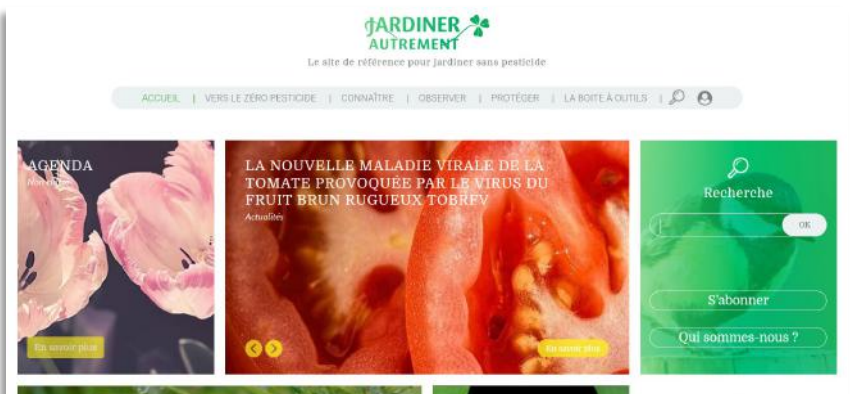 JARDINER
AUTREMENT
Le site de référence pour jardiner sans pesticide
ACCUEIL | VERS LE ZÉRO PESTICIDE | CONNAÎTRE | OBSERVER | PROTÉGER | LA BOITE À OUTILS |
AGENDA
En savoir plus
LA NOUVELLE MALADIE VIRALE DE LA
TOMATE PROVOQUÉE PAR LE VIRUS DU
FRUIT BRUN RUGUEUX TOBRFV
Actualités
En savoir plus
Recherche
OK
S'abonner
Qui sommes-nous ?